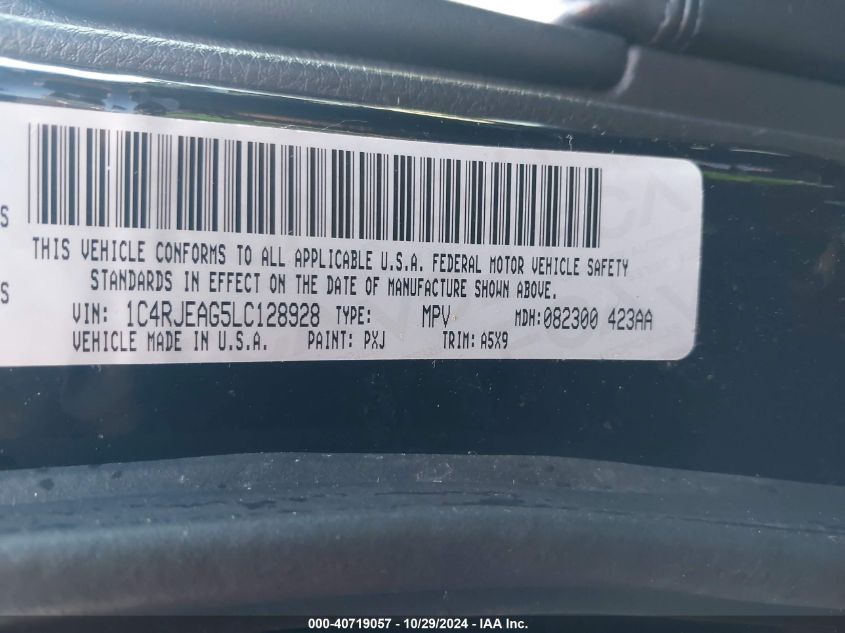 S
THIS VEHICLE CONFORMS TO ALL APPLICABLE U.S.A. FEDERAL MOTOR VEHICLE SAFETY
S STANDARDS IN EFFECT ON THE DATE OF MANUFACTURE SHOWN ABOVE.
VIN: 1C4RJEAG5LC128928 TYPE: MPV MDH: 082300 423AA
VEHICLE MADE IN U.S.A. PAINT: PXJ TRIM: A5X9
000-40719057 / 10/29/2024 - IAA Inc.